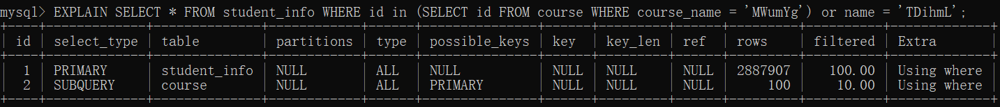 mysql> EXPLAIN SELECT * FROM student_info WHERE id in (SELECT id FROM course WHERE course_name = 'MWumYg') or name = 'TDihmL';
+----+-------------+--------------+------------+------+---------------+------+---------+------+---------+----------+-------------+
| id | select_type | table        | partitions | type | possible_keys | key  | key_len | ref  | rows    | filtered | Extra       |
+----+-------------+--------------+------------+------+---------------+------+---------+------+---------+----------+-------------+
|  1 | PRIMARY     | student_info | NULL       | ALL  | NULL          | NULL | NULL    | NULL | 2887907 |   100.00 | Using where |
|  2 | SUBQUERY    | course       | NULL       | ALL  | PRIMARY       | NULL | NULL    | NULL |     100 |    10.00 | Using where |
+----+-------------+--------------+------------+------+---------------+------+---------+------+---------+----------+-------------+